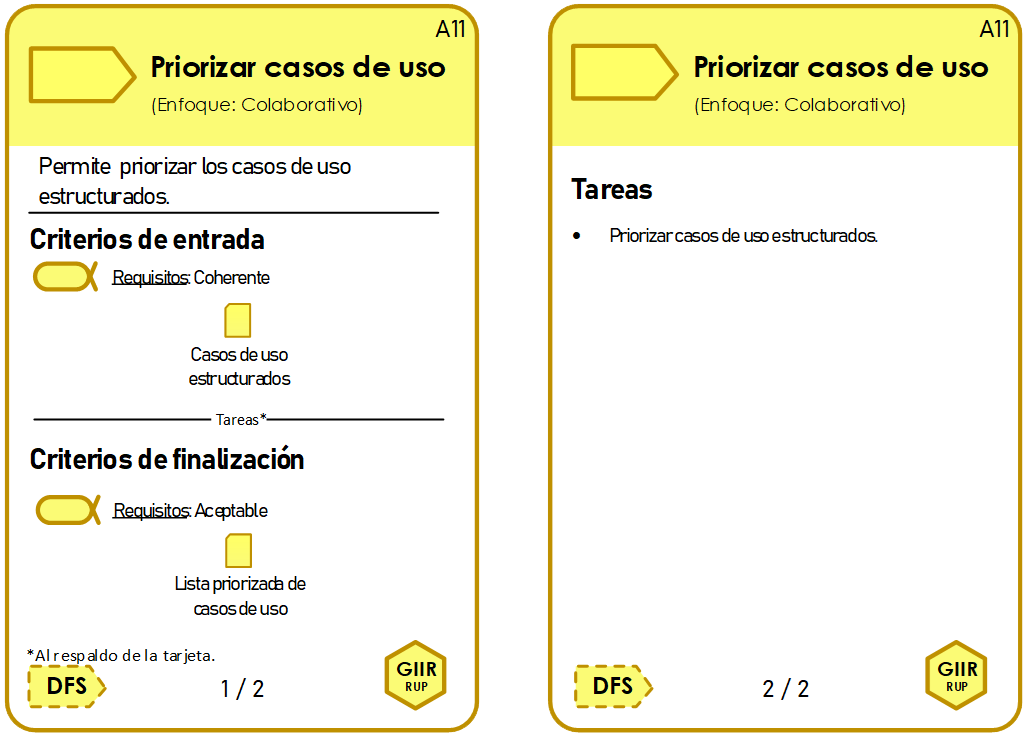 A11
Priorizar casos de uso
(Enfoque: Colaborativo)
Permite priorizar los casos de uso
estructurados.
Criterios de entrada
Requisitos: Coherente
Casos de uso
estructurados
Tareas*
Criterios de finalización
Requisitos: Aceptable
Lista priorizada de
casos de uso
*Al respaldo de la tarjeta.
DFS
1 / 2
GIIR
RUP
A11
Priorizar casos de uso
(Enfoque: Colaborativo)
Tareas
• Priorizar casos de uso estructurados.
DFS
2 / 2
GIIR
RUP